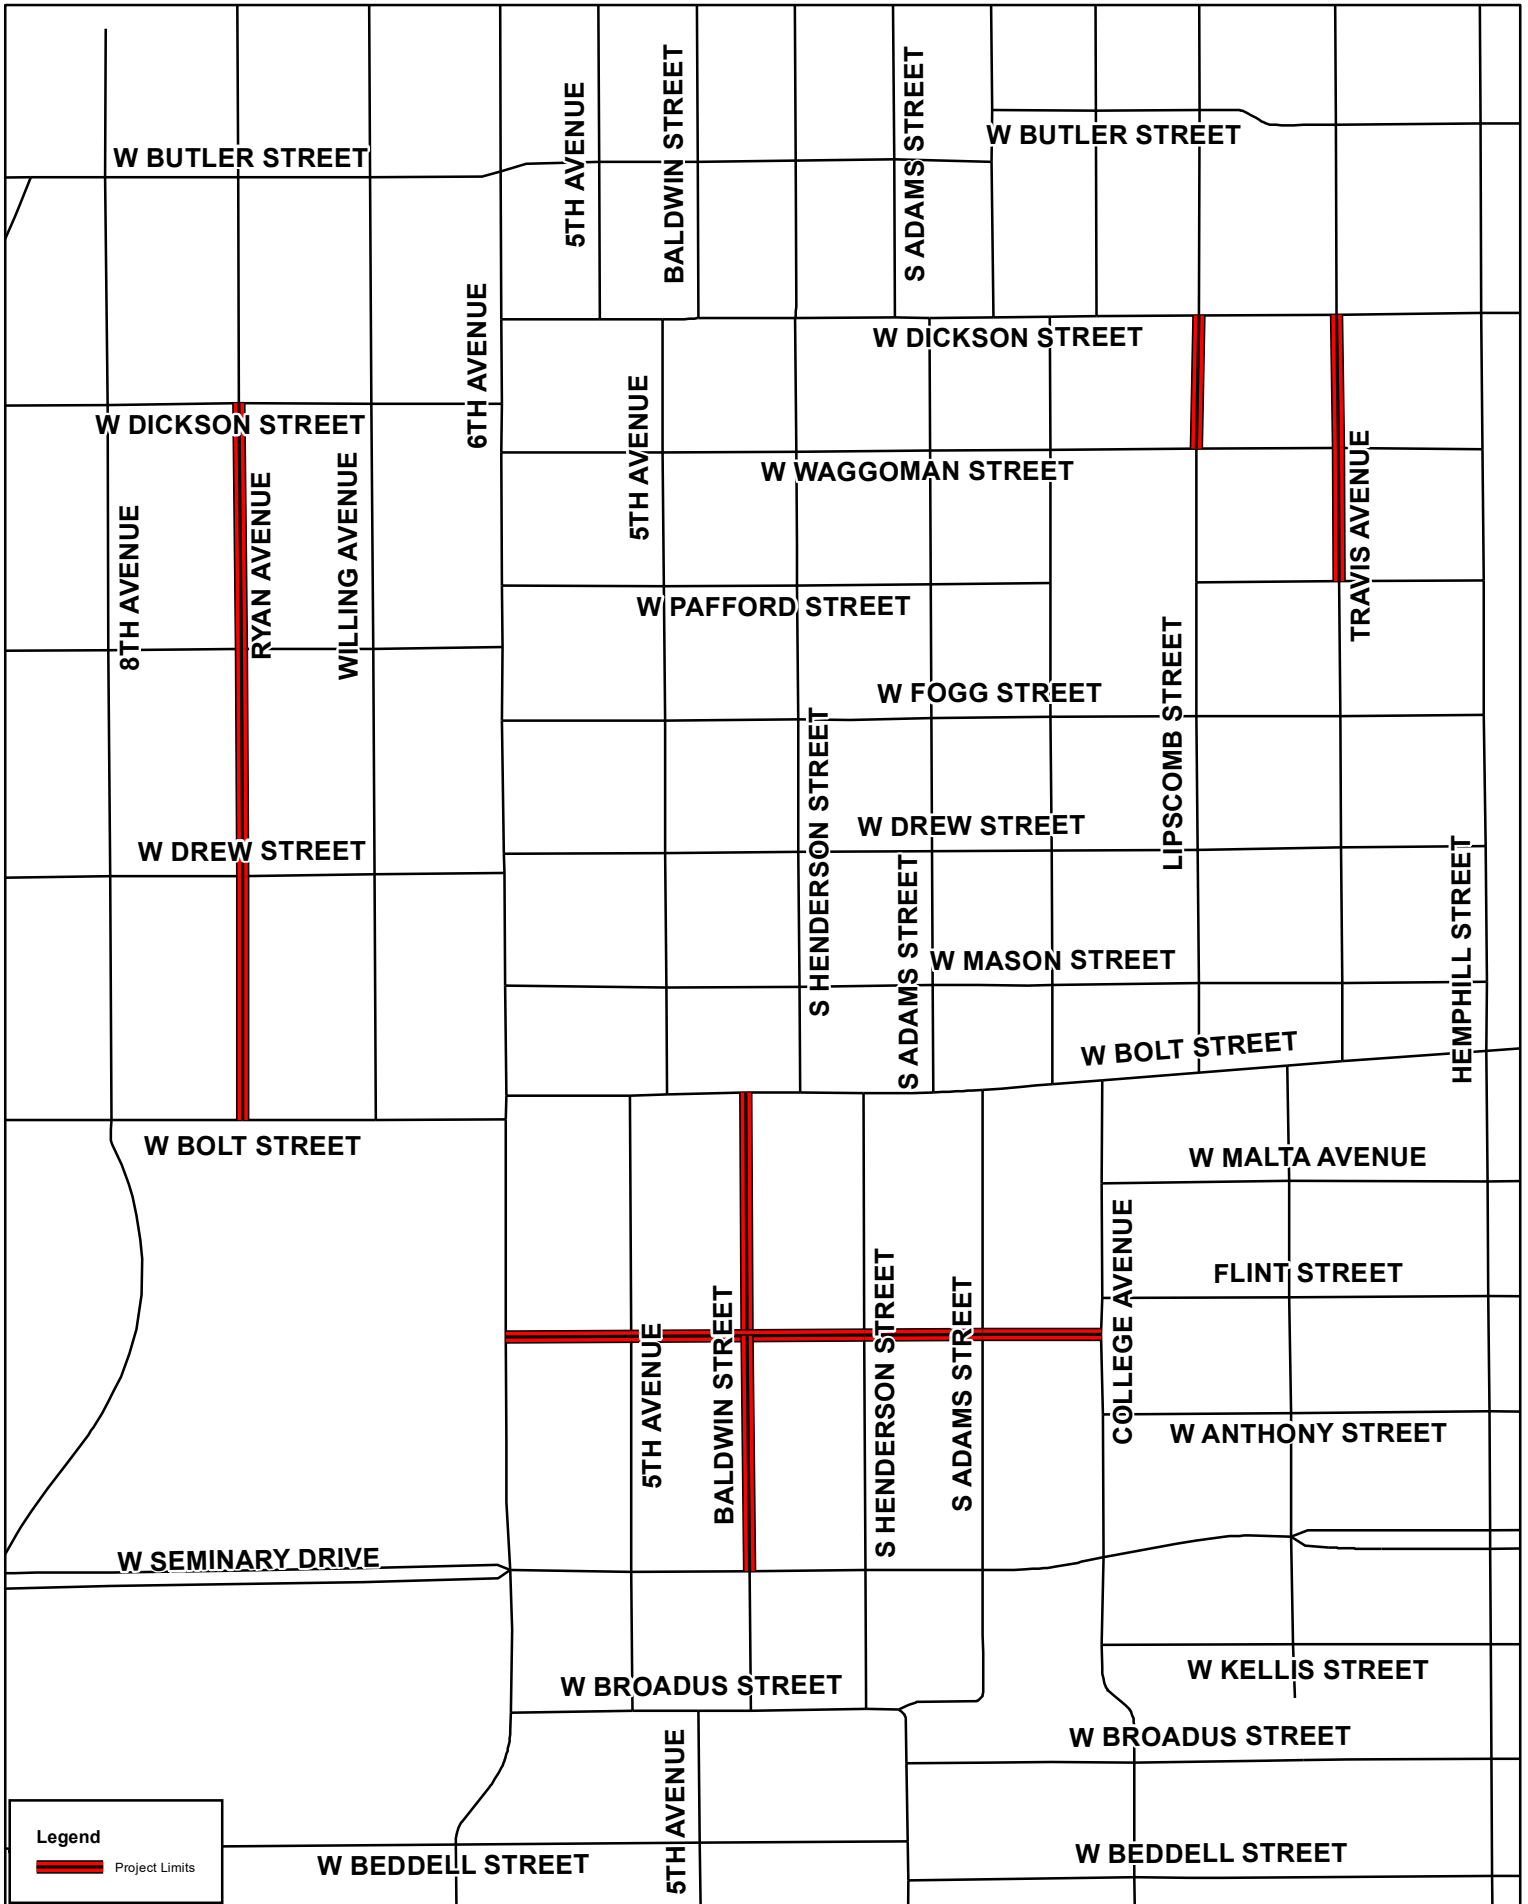 5TH AVENUE
BALDWIN STREET
S ADAMS STREET
W BUTLER STREET
W BUTLER STREET
6TH AVENUE
W DICKSON STREET
5TH AVENUE
W DICKSON STREET
W WAGGOMAN STREET
TRAVIS AVENUE
8TH AVENUE
RYAN AVENUE
WILLING AVENUE
W PAFFORD STREET
LIPSCOMB STREET
W FOGG STREET
S HENDERSON STREET
W DREW STREET
W DREW STREET
HEMPHILL STREET
S ADAMS STREET
W MASON STREET
W BOLT STREET
W BOLT STREET
W MALTA AVENUE
COLLEGE AVENUE
FLINT STREET
5TH AVENUE
BALDWIN STREET
S HENDERSON STREET
S ADAMS STREET
W ANTHONY STREET
W SEMINARY DRIVE
W KELLIS STREET
W BROADUS STREET
W BROADUS STREET
5TH AVENUE
W BEDDELL STREET
W BEDDELL STREET
Legend
Project Limits